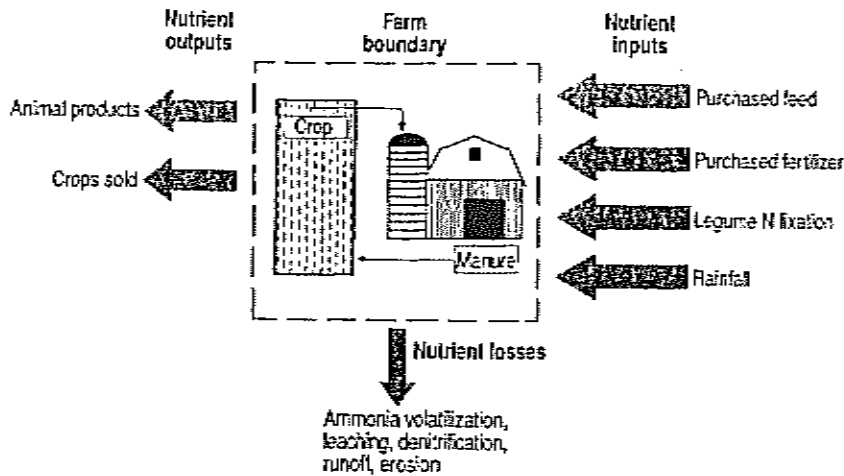 Nutrient
outputs
Farm
boundary
Nutrient
inputs
Animal products
Crops sold
Crop
Manure
Purchased feed
Purchased fertilizer
Legume N fixation
Rainfall
Nutrient losses
Ammonia volatilization,
leaching, denitrification,
runoff, erosion